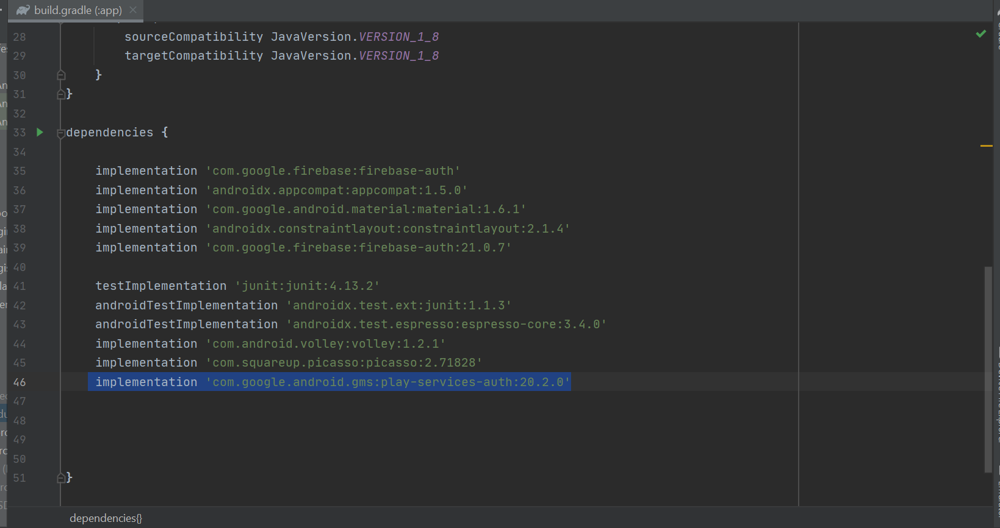 build.gradle (:app)
28 sourceCompatibility JavaVersion.VERSION_1_8
29 targetCompatibility JavaVersion.VERSION_1_8
30 }
31 }
32
33 dependencies {
34
35 implementation 'com.google.firebase:firebase-auth'
36 implementation 'androidx.appcompat:appcompat:1.5.0'
37 implementation 'com.google.android.material:material:1.6.1'
38 implementation 'androidx.constraintlayout:constraintlayout:2.1.4'
39 implementation 'com.google.firebase:firebase-auth:21.0.7'
40
41 testImplementation 'junit:junit:4.13.2'
42 androidTestImplementation 'androidx.test.ext:junit:1.1.3'
43 androidTestImplementation 'androidx.test.espresso:espresso-core:3.4.0'
44 implementation 'com.android.volley:volley:1.2.1'
45 implementation 'com.squareup.picasso:picasso:2.71828'
46 implementation 'com.google.android.gms:play-services-auth:20.2.0'
47
48
49
50
51 }
dependencies{}